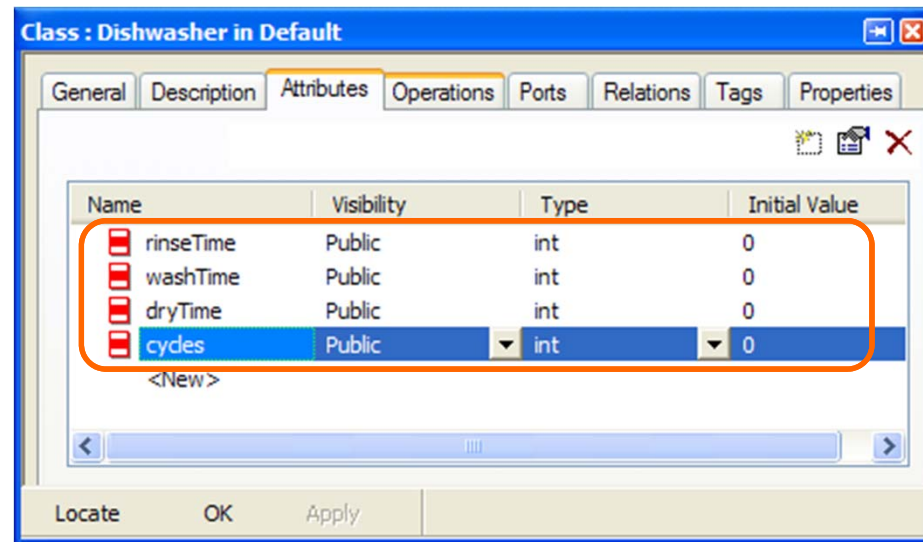 Class : Dishwasher in Default
General Description Attributes Operations Ports Relations Tags Properties
Name Visibility Type Initial Value
rinseTime Public int 0
washTime Public int 0
dryTime Public int 0
cycles Public int 0
<New>
Locate OK Apply